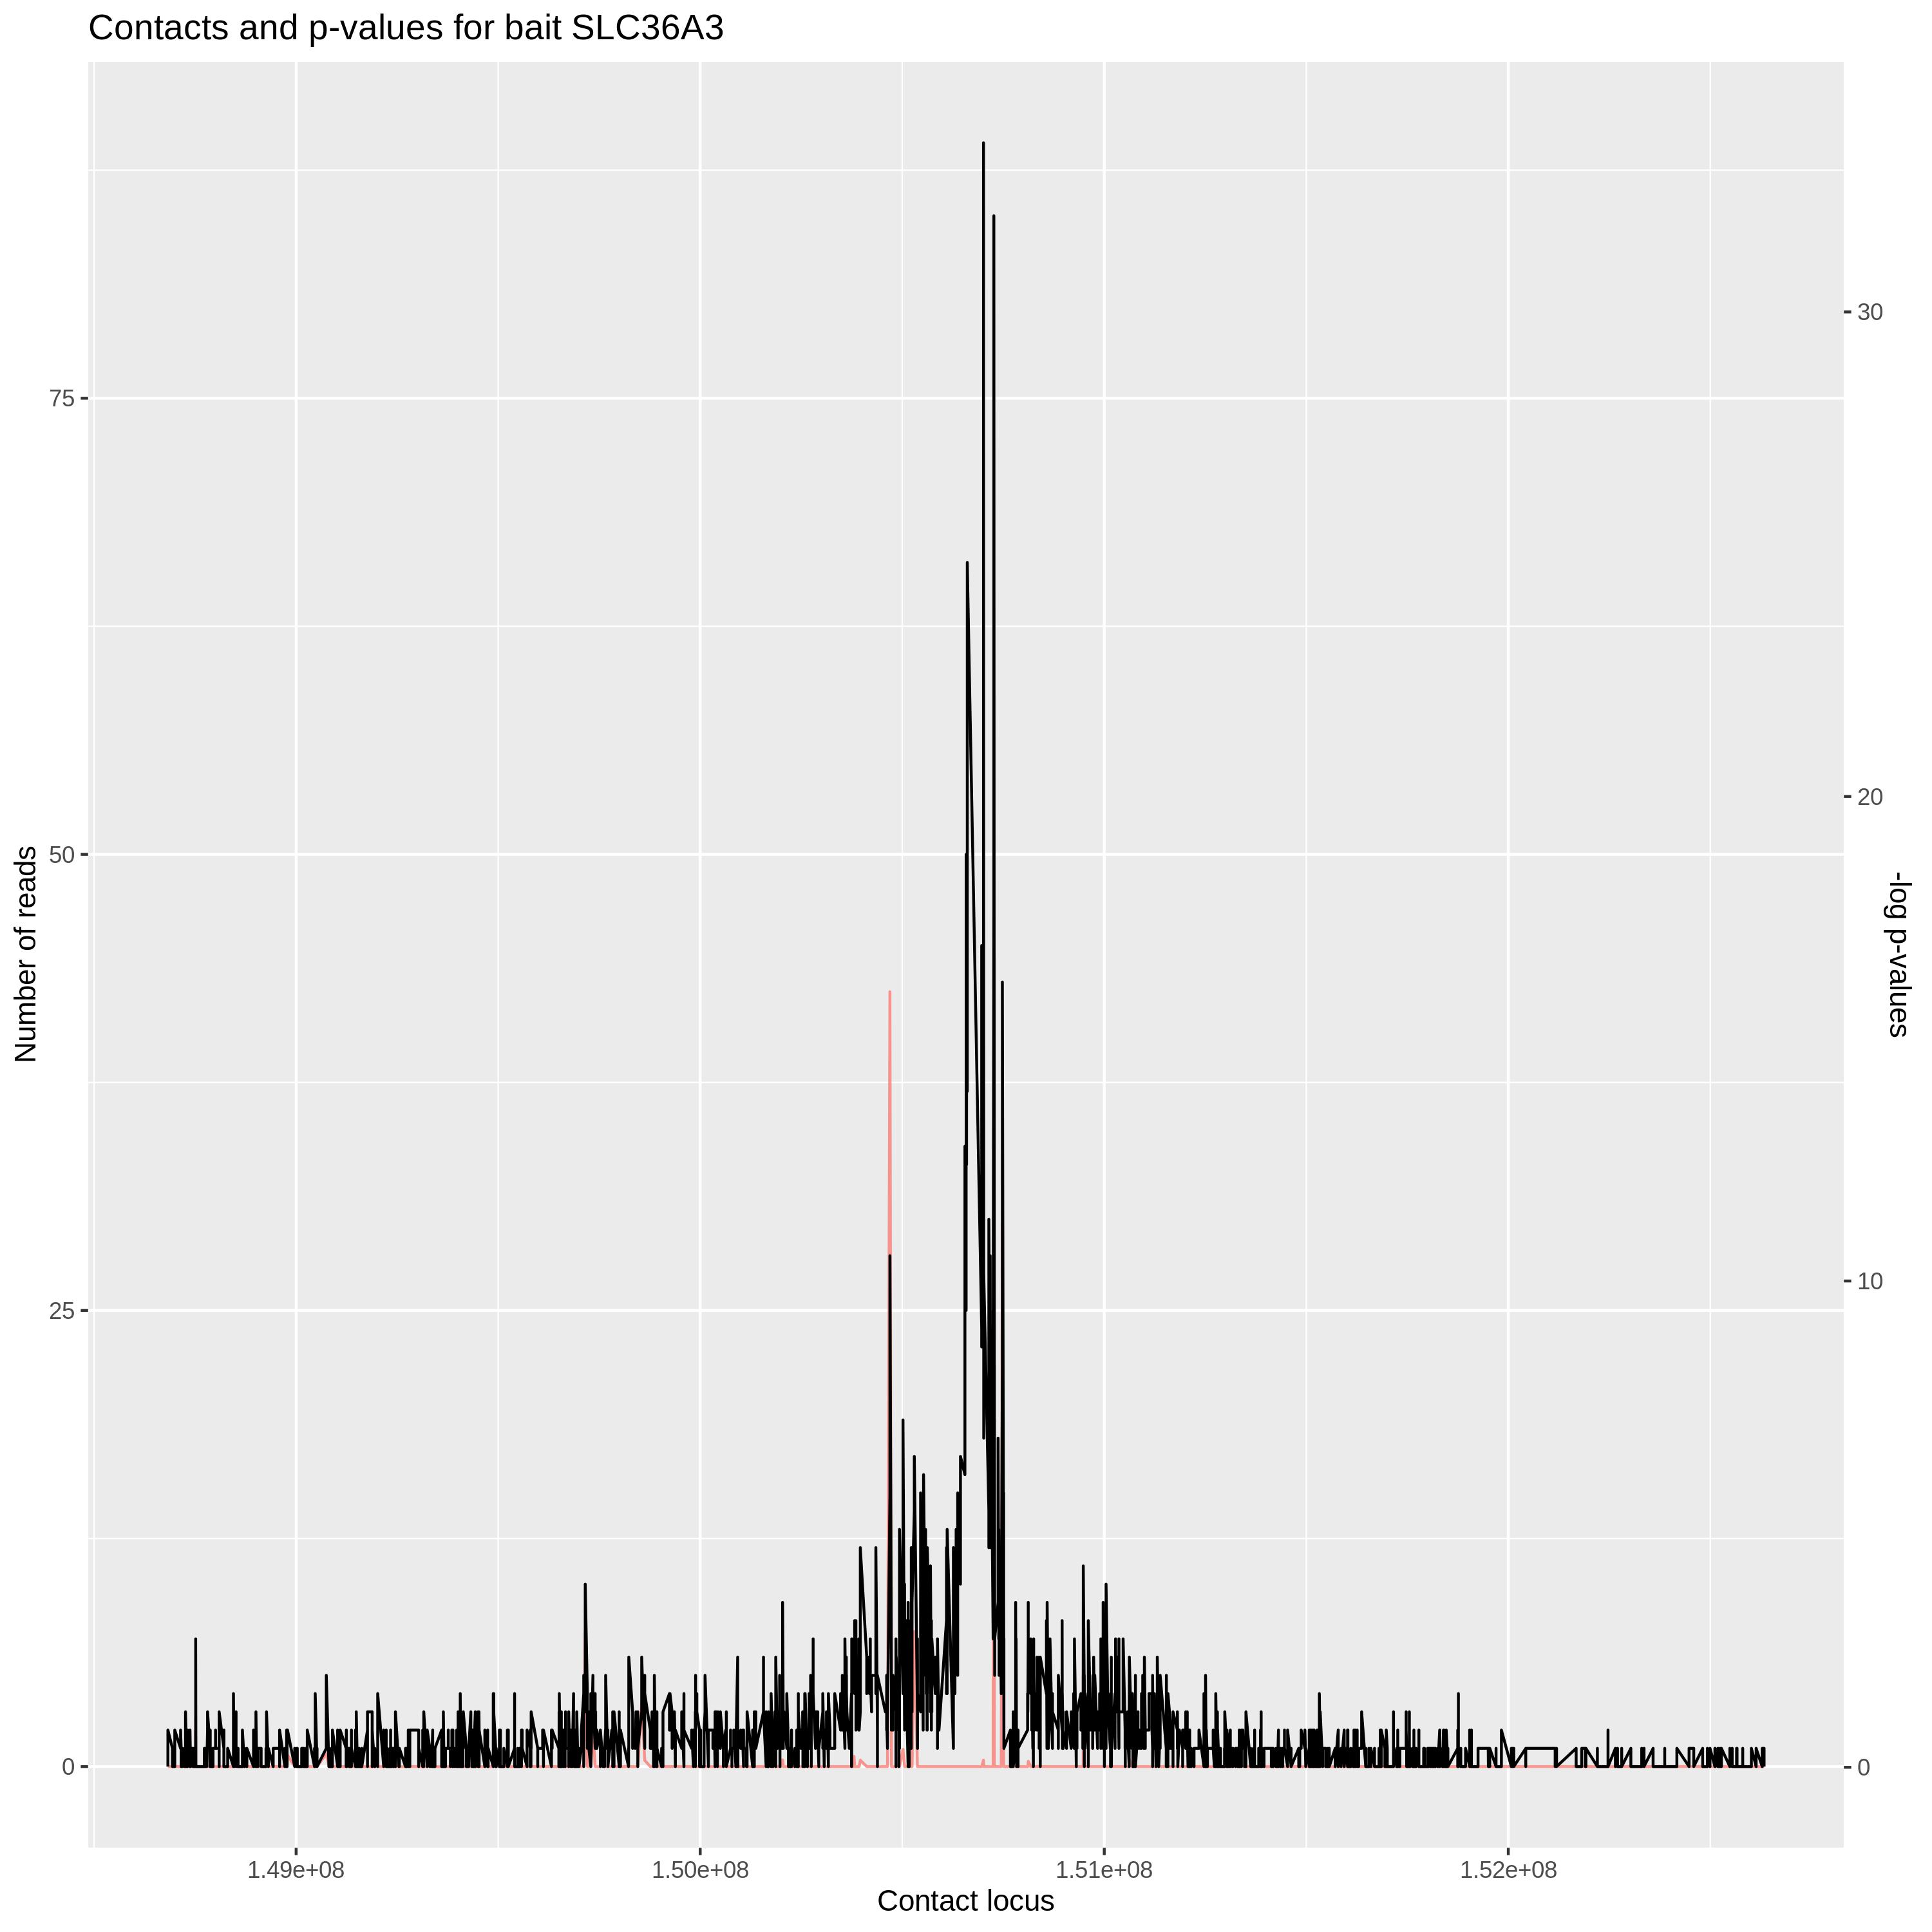 Contacts and p-values for bait SLC36A3
75
50
25
0
30
20
10
0
Number of reads
-log p-values
1.49e+08
1.50e+08
1.51e+08
1.52e+08
Contact locus